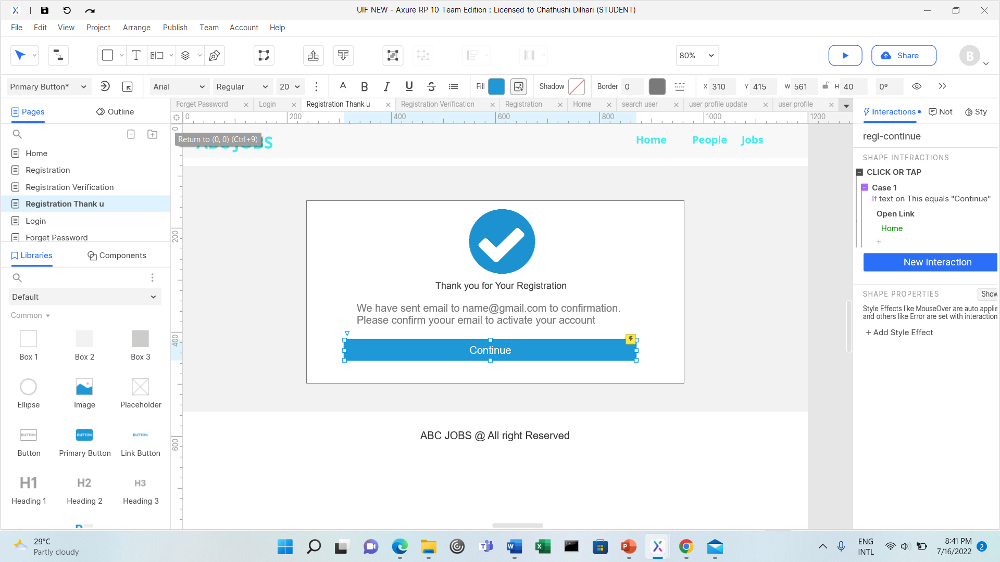 UIF NEW - Axure RP 10 Team Edition : Licensed to Chathushi Dilhari (STUDENT)
File Edit View Project Arrange Publish Team Account Help
80% Share B
Primary Button* Arial Regular 20 A B I U S Fill Shadow Border 0 X 310 Y 415 W 561 H 40 0°
Pages Outline
Forget Password Login Registration Thank u Registration Verification Registration Home search user user profile update user profile
Interactions Not Sty
0 200 400 600 800 1000 1200
0 200 400 600
Home
Registration
Registration Verification
Registration Thank u
Login
Forget Password
Libraries Components
Default
Common
Box 1 Box 2 Box 3
Ellipse Image Placeholder
BUTTON BUTTON BUTTON
Button Primary Button Link Button
H1 H2 H3
Heading 1 Heading 2 Heading 3
Return to (0, 0) (Ctrl+9)
ABC JOBS
Home People Jobs
Thank you for Your Registration
We have sent email to name@gmail.com to confirmation.
Please confirm yoour email to activate your account
Continue
ABC JOBS @ All right Reserved
regi-continue
SHAPE INTERACTIONS
CLICK OR TAP
Case 1
If text on This equals "Continue"
Open Link
Home
+
New Interaction
SHAPE PROPERTIES Show
Style Effects like MouseOver are auto applie
and others like Error are set with interaction
+ Add Style Effect
29°C
Partly cloudy
ENG
INTL
8:41 PM
7/16/2022
2